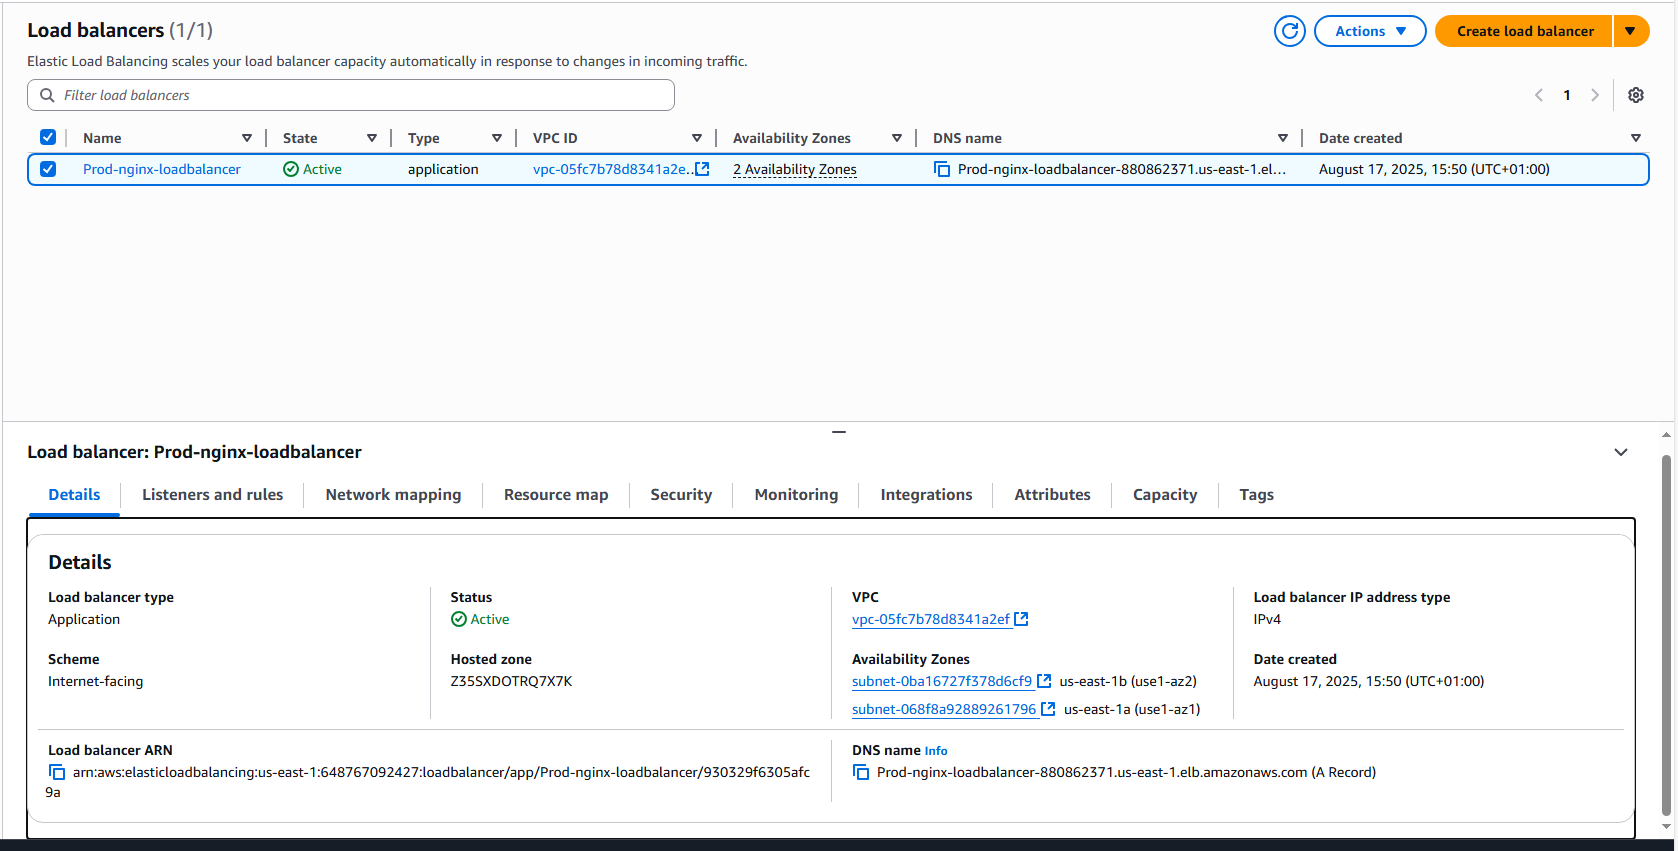 Load balancers (1/1)
Actions
Create load balancer
Elastic Load Balancing scales your load balancer capacity automatically in response to changes in incoming traffic.
Filter load balancers
1
Name State Type VPC ID Availability Zones DNS name Date created
Prod-nginx-loadbalancer Active application vpc-05fc7b78d8341a2e... 2 Availability Zones Prod-nginx-loadbalancer-880862371.us-east-1.el... August 17, 2025, 15:50 (UTC+01:00)
Load balancer: Prod-nginx-loadbalancer
Details Listeners and rules Network mapping Resource map Security Monitoring Integrations Attributes Capacity Tags
Details
Load balancer type
Application
Scheme
Internet-facing
Status
Active
Hosted zone
Z35SXDOTRQ7X7K
VPC
vpc-05fc7b78d8341a2ef
Availability Zones
subnet-0ba16727f378d6cf9 us-east-1b (use1-az2)
subnet-068f8a92889261796 us-east-1a (use1-az1)
Load balancer IP address type
IPv4
Date created
August 17, 2025, 15:50 (UTC+01:00)
Load balancer ARN
arn:aws:elasticloadbalancing:us-east-1:648767092427:loadbalancer/app/Prod-nginx-loadbalancer/930329f6305afc
9a
DNS name Info
Prod-nginx-loadbalancer-880862371.us-east-1.elb.amazonaws.com (A Record)